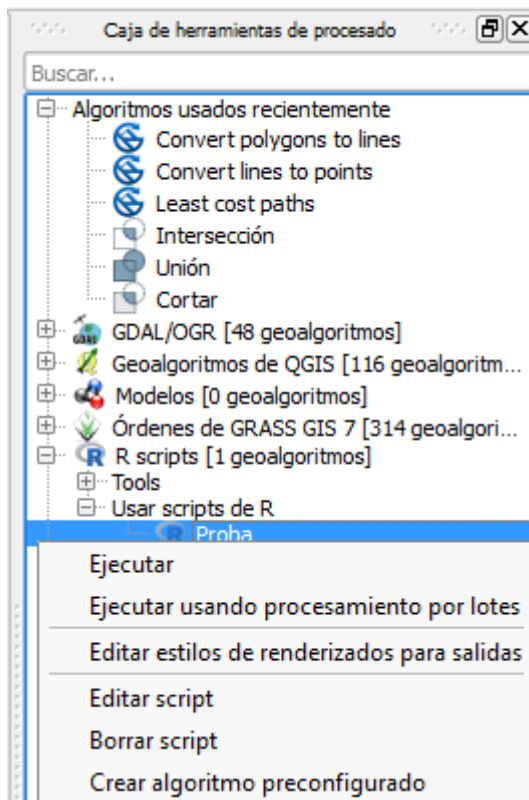 Caja de herramientas de procesado
Buscar...
Algoritmos usados recientemente
Convert polygons to lines
Convert lines to points
Least cost paths
Intersección
Unión
Cortar
GDAL/OGR [48 geoalgoritmos]
Geoalgoritmos de QGIS [116 geoalgoritm...
Modelos [0 geoalgoritmos]
Órdenes de GRASS GIS 7 [314 geoalgori...
R scripts [1 geoalgoritmos]
Tools
Usar scripts de R
Proba
Ejecutar
Ejecutar usando procesamiento por lotes
Editar estilos de renderizados para salidas
Editar script
Borrar script
Crear algoritmo preconfigurado